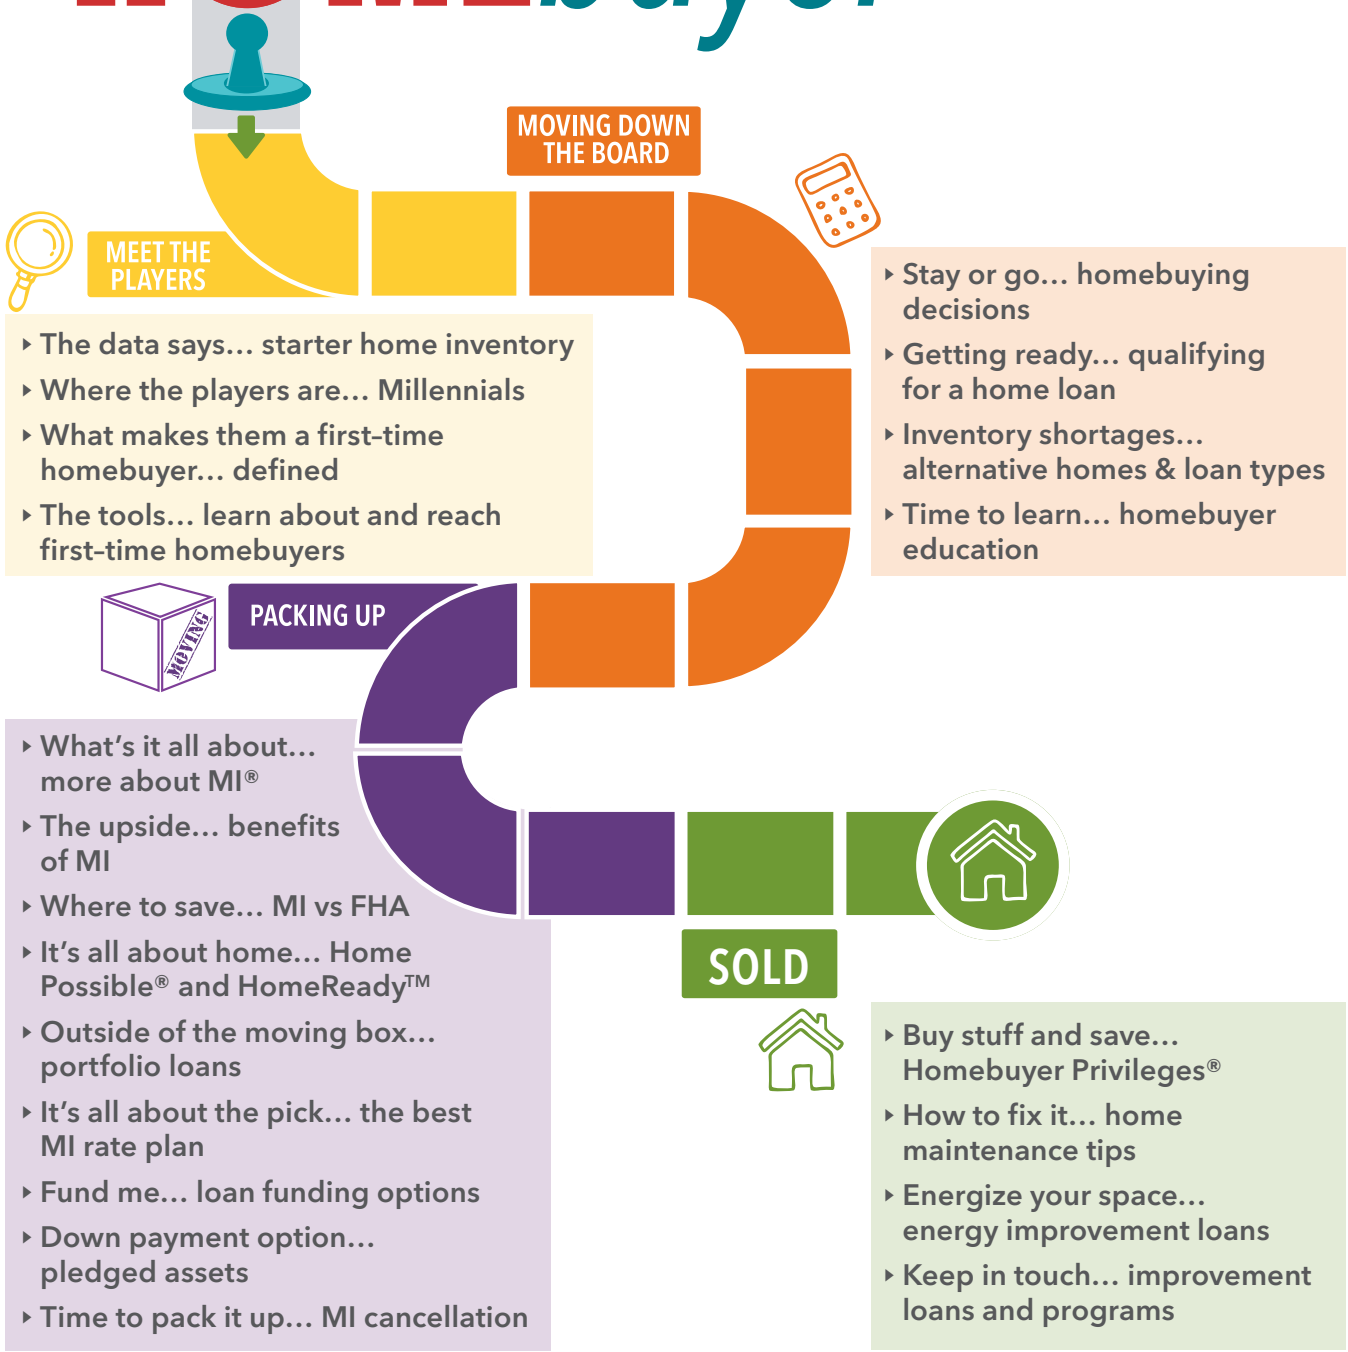 HOMEbuyer
MOVING DOWN
THE BOARD
MEET THE
PLAYERS
‣ The data says… starter home inventory
‣ Where the players are… Millennials
‣ What makes them a first-time
homebuyer… defined
‣ The tools… learn about and reach
first-time homebuyers
‣ Stay or go… homebuying
decisions
‣ Getting ready… qualifying
for a home loan
‣ Inventory shortages…
alternative homes & loan types
‣ Time to learn… homebuyer
education
PACKING UP
MOVING
‣ What's it all about…
more about MI®
‣ The upside… benefits
of MI
‣ Where to save… MI vs FHA
‣ It's all about home… Home
Possible® and HomeReady™
‣ Outside of the moving box…
portfolio loans
‣ It's all about the pick… the best
MI rate plan
‣ Fund me… loan funding options
‣ Down payment option…
pledged assets
‣ Time to pack it up… MI cancellation
SOLD
‣ Buy stuff and save…
Homebuyer Privileges®
‣ How to fix it… home
maintenance tips
‣ Energize your space…
energy improvement loans
‣ Keep in touch… improvement
loans and programs